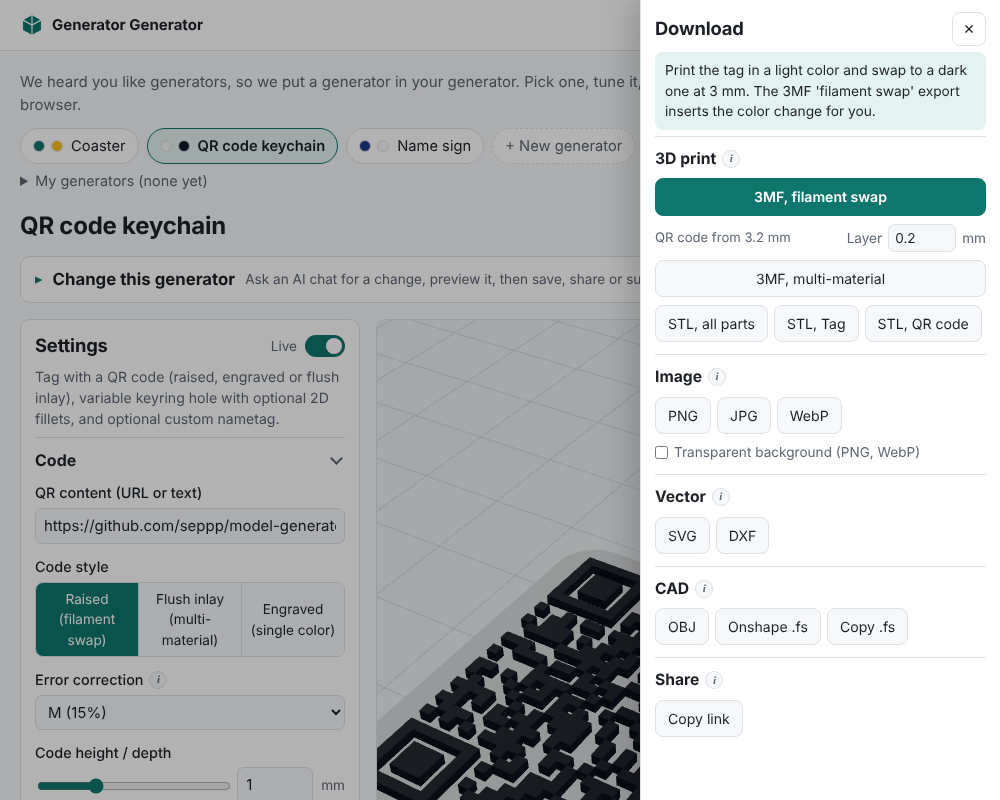 Generator Generator
We heard you like generators, so we put a generator in your generator. Pick one, tune it,
browser.
Coaster
QR code keychain
Name sign
+ New generator
My generators (none yet)
QR code keychain
Change this generator
Ask an AI chat for a change, preview it, then save, share or su
Settings
Live
Tag with a QR code (raised, engraved or flush
inlay), variable keyring hole with optional 2D
fillets, and optional custom nametag.
Code
QR content (URL or text)
https://github.com/seppp/model-generato
Code style
Raised
(filament
swap)
Flush inlay
(multi-
material)
Engraved
(single color)
Error correction i
M (15%)
Code height / depth
1 mm
Download
×
Print the tag in a light color and swap to a dark
one at 3 mm. The 3MF 'filament swap' export
inserts the color change for you.
3D print i
3MF, filament swap
QR code from 3.2 mm
Layer 0.2 mm
3MF, multi-material
STL, all parts
STL, Tag
STL, QR code
Image i
PNG
JPG
WebP
Transparent background (PNG, WebP)
Vector i
SVG
DXF
CAD i
OBJ
Onshape .fs
Copy .fs
Share i
Copy link